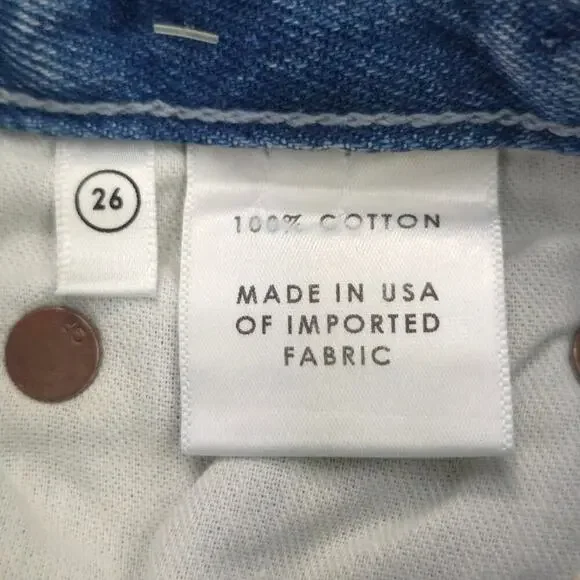 26
100% COTTON
MADE IN USA
OF IMPORTED
FABRIC